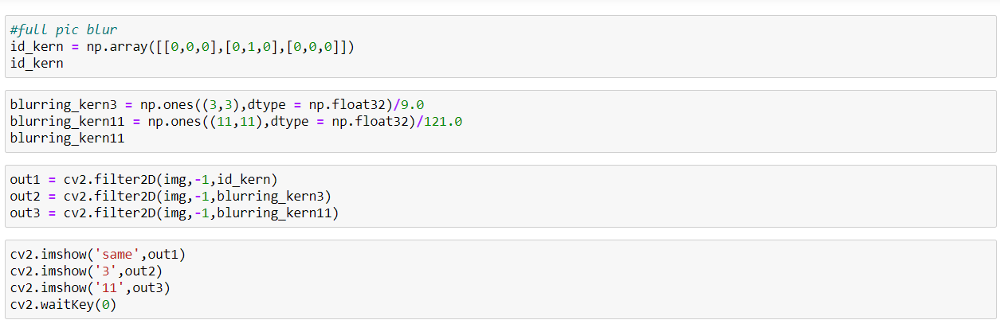 #full pic blur
id_kern = np.array([[0,0,0],[0,1,0],[0,0,0]])
id_kern
blurring_kern3 = np.ones((3,3),dtype = np.float32)/9.0
blurring_kern11 = np.ones((11,11),dtype = np.float32)/121.0
blurring_kern11
out1 = cv2.filter2D(img,-1,id_kern)
out2 = cv2.filter2D(img,-1,blurring_kern3)
out3 = cv2.filter2D(img,-1,blurring_kern11)
cv2.imshow('same',out1)
cv2.imshow('3',out2)
cv2.imshow('11',out3)
cv2.waitKey(0)